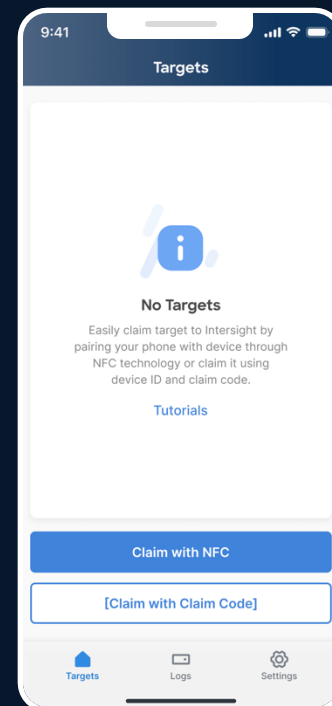 9:41
Targets
No Targets
Easily claim target to Intersight by
pairing your phone with device through
NFC technology or claim it using
device ID and claim code.
Tutorials
Claim with NFC
[Claim with Claim Code]
Targets
Logs
Settings